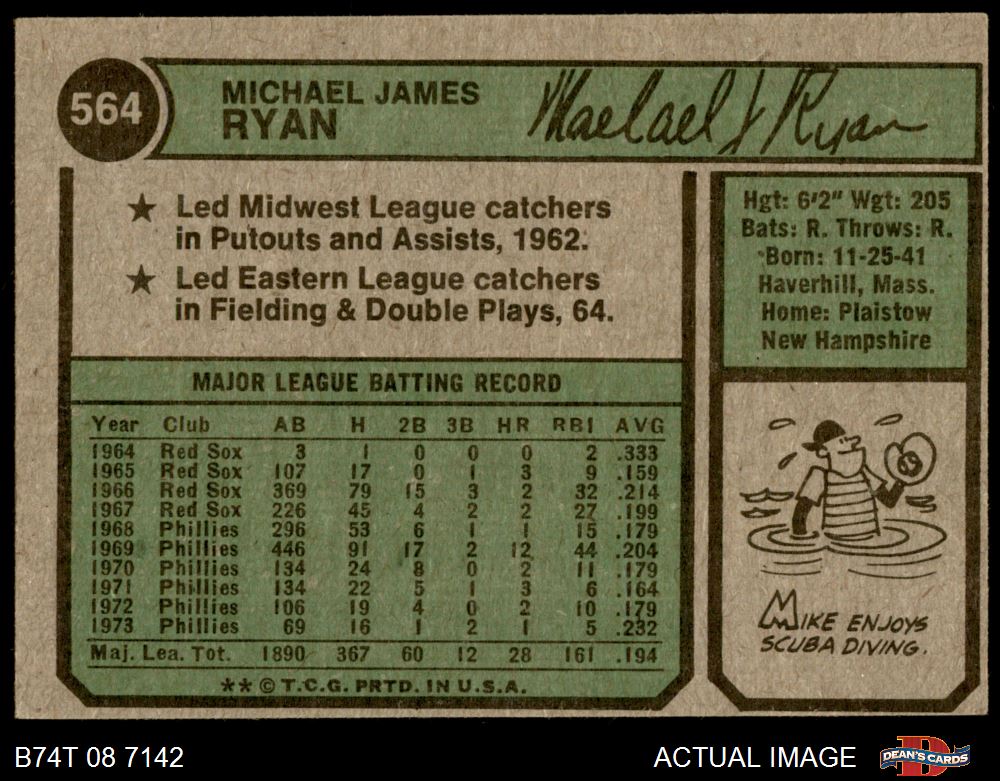 564
MICHAEL JAMES
RYAN
Michael J Ryan
★ Led Midwest League catchers
in Putouts and Assists, 1962.
★ Led Eastern League catchers
in Fielding & Double Plays, 64.
Hgt: 6'2" Wgt: 205
Bats: R. Throws: R.
Born: 11-25-41
Haverhill, Mass.
Home: Plaistow
New Hampshire
MAJOR LEAGUE BATTING RECORD
Year Club AB H 2B 3B HR RBI AVG
1964 Red Sox 3 1 0 0 0 2 .333
1965 Red Sox 107 17 0 1 3 9 .159
1966 Red Sox 369 79 15 3 2 32 .214
1967 Red Sox 226 45 4 2 2 27 .199
1968 Phillies 296 53 6 1 1 15 .179
1969 Phillies 446 91 17 2 12 44 .204
1970 Phillies 134 24 8 0 2 11 .179
1971 Phillies 134 22 5 1 3 6 .164
1972 Phillies 106 19 4 0 2 10 .179
1973 Phillies 69 16 1 2 1 5 .232
Maj. Lea. Tot. 1890 367 60 12 28 161 .194
** © T.C.G. PRTD. IN U.S.A.
MIKE ENJOYS
SCUBA DIVING.
B74T 08 7142
ACTUAL IMAGE
DEAN'S CARDS